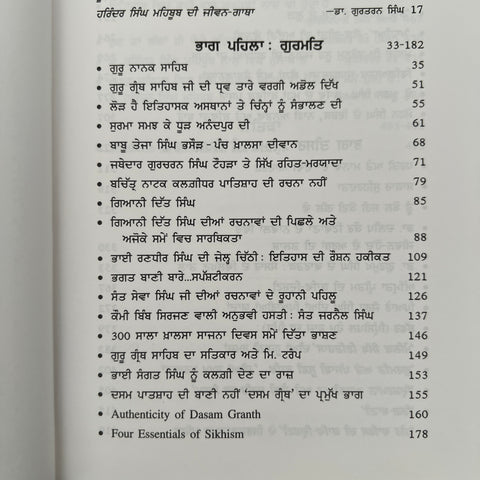 ਹਰਿੰਦਰ ਸਿੰਘ ਮਹਿਬੂਬ ਦੀ ਜੀਵਨ-ਗਾਥਾ –ਡਾ. ਗੁਰਤਰਨ ਸਿੰਘ 17
ਭਾਗ ਪਹਿਲਾ: ਗੁਰਮਤਿ 33-182
• ਗੁਰੂ ਨਾਨਕ ਸਾਹਿਬ 35
• ਗੁਰੂ ਗ੍ਰੰਥ ਸਾਹਿਬ ਜੀ ਦੀ ਧ੍ਰੁਵ ਤਾਰੇ ਵਰਗੀ ਅਡੋਲ ਦਿੱਖ 51
• ਲੋੜ ਹੈ ਇਤਿਹਾਸਕ ਅਸਥਾਨਾਂ ਤੇ ਚਿੰਨ੍ਹਾਂ ਨੂੰ ਸੰਭਾਲਣ ਦੀ 55
• ਸੁਰਮਾ ਸਮਝ ਕੇ ਧੂੜ ਅਨੰਦਪੁਰ ਦੀ 61
• ਬਾਬੂ ਤੇਜਾ ਸਿੰਘ ਭਸੌੜ - ਪੰਚ ਖ਼ਾਲਸਾ ਦੀਵਾਨ 68
• ਜਥੇਦਾਰ ਗੁਰਚਰਨ ਸਿੰਘ ਟੌਹੜਾ ਤੇ ਸਿੱਖ ਰਹਿਤ-ਮਰਯਾਦਾ 71
• ਬਚਿੱਤ੍ਰ ਨਾਟਕ ਕਲਗ਼ੀਧਰ ਪਾਤਿਸ਼ਾਹ ਦੀ ਰਚਨਾ ਨਹੀਂ 79
• ਗਿਆਨੀ ਦਿੱਤ ਸਿੰਘ 85
• ਗਿਆਨੀ ਦਿੱਤ ਸਿੰਘ ਦੀਆਂ ਰਚਨਾਵਾਂ ਦੀ ਪਿਛਲੇ ਅਤੇ
ਅਜੋਕੇ ਸਮੇਂ ਵਿਚ ਸਾਰਥਿਕਤਾ 88
• ਭਾਈ ਰਣਧੀਰ ਸਿੰਘ ਦੀ ਜੇਲ੍ਹ ਚਿੱਠੀ: ਇਤਿਹਾਸ ਦੀ ਰੌਸ਼ਨ ਹਕੀਕਤ 109
• ਭਗਤ ਬਾਣੀ ਬਾਰੇ...ਸਪੱਸ਼ਟੀਕਰਨ 121
• ਸੰਤ ਸੇਵਾ ਸਿੰਘ ਜੀ ਦੀਆਂ ਰਚਨਾਵਾਂ ਦੇ ਰੂਹਾਨੀ ਪਹਿਲੂ 126
• ਕੌਮੀ ਬਿੰਬ ਸਿਰਜਣ ਵਾਲੀ ਅਨੁਭਵੀ ਹਸਤੀ: ਸੰਤ ਜਰਨੈਲ ਸਿੰਘ 137
• 300 ਸਾਲਾ ਖ਼ਾਲਸਾ ਸਾਜਨਾ ਦਿਵਸ ਸਮੇਂ ਦਿੱਤਾ ਭਾਸ਼ਣ 146
• ਗੁਰੂ ਗ੍ਰੰਥ ਸਾਹਿਬ ਦਾ ਸਤਿਕਾਰ ਅਤੇ ਮਿ. ਟਰੰਪ 149
• ਭਾਈ ਸੰਗਤ ਸਿੰਘ ਨੂੰ ਕਲਗੀ ਦੇਣ ਦਾ ਰਾਜ਼ 153
• ਦਸਮ ਪਾਤਸ਼ਾਹ ਦੀ ਬਾਣੀ ਨਹੀਂ 'ਦਸਮ ਗ੍ਰੰਥ' ਦਾ ਪ੍ਰਮੁੱਖ ਭਾਗ 155
• Authenticity of Dasam Granth 160
• Four Essentials of Sikhism 178